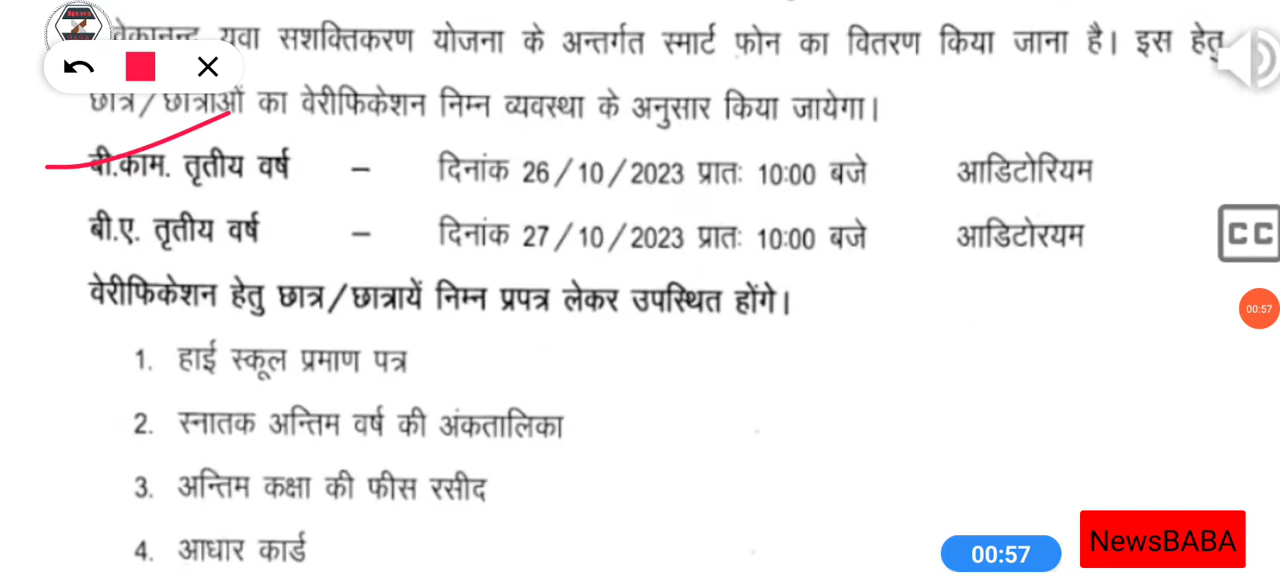 यवा सशक्तिकरण योजना के अन्तर्गत स्मार्ट फोन का वितरण किया जाना है। इस हेतु
छात्र/छात्राओं का वेरीफिकेशन निम्न व्यवस्था के अनुसार किया जायेगा।
बी.काम. तृतीय वर्ष – दिनांक 26/10/2023 प्रातः 10:00 बजे आडिटोरियम
बी.ए. तृतीय वर्ष – दिनांक 27/10/2023 प्रातः 10:00 बजे आडिटोरयम
CC
वेरीफिकेशन हेतु छात्र/छात्रायें निम्न प्रपत्र लेकर उपस्थित होंगे।
00:57
1. हाई स्कूल प्रमाण पत्र
2. स्नातक अन्तिम वर्ष की अंकतालिका
3. अन्तिम कक्षा की फीस रसीद
4. आधार कार्ड
00:57
NewsBABA